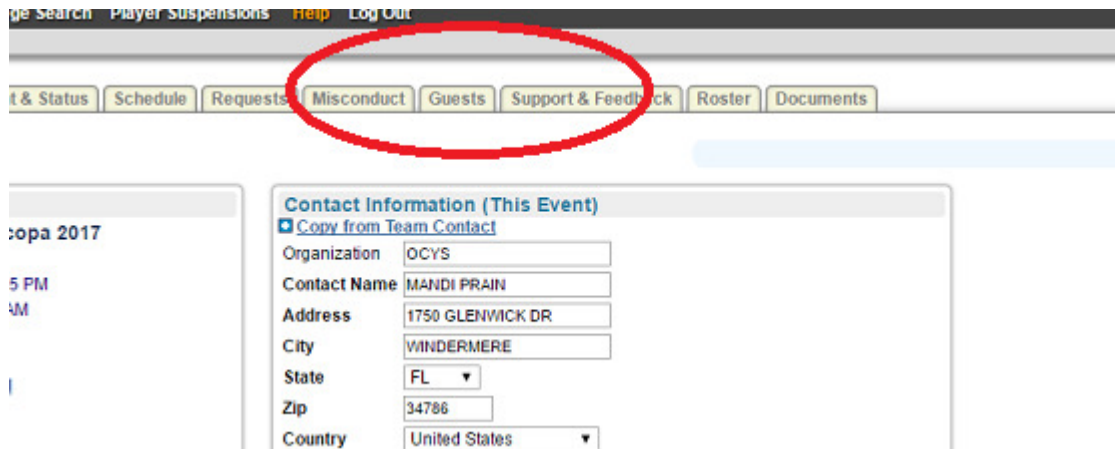 ge Search Player Suspensions Help Log Out
t & Status Schedule Requests Misconduct Guests Support & Feedback Roster Documents
copa 2017
5 PM
AM
Contact Information (This Event)
Copy from Team Contact
Organization OCYS
Contact Name MANDI PRAIN
Address 1750 GLENWICK DR
City WINDERMERE
State FL
Zip 34786
Country United States